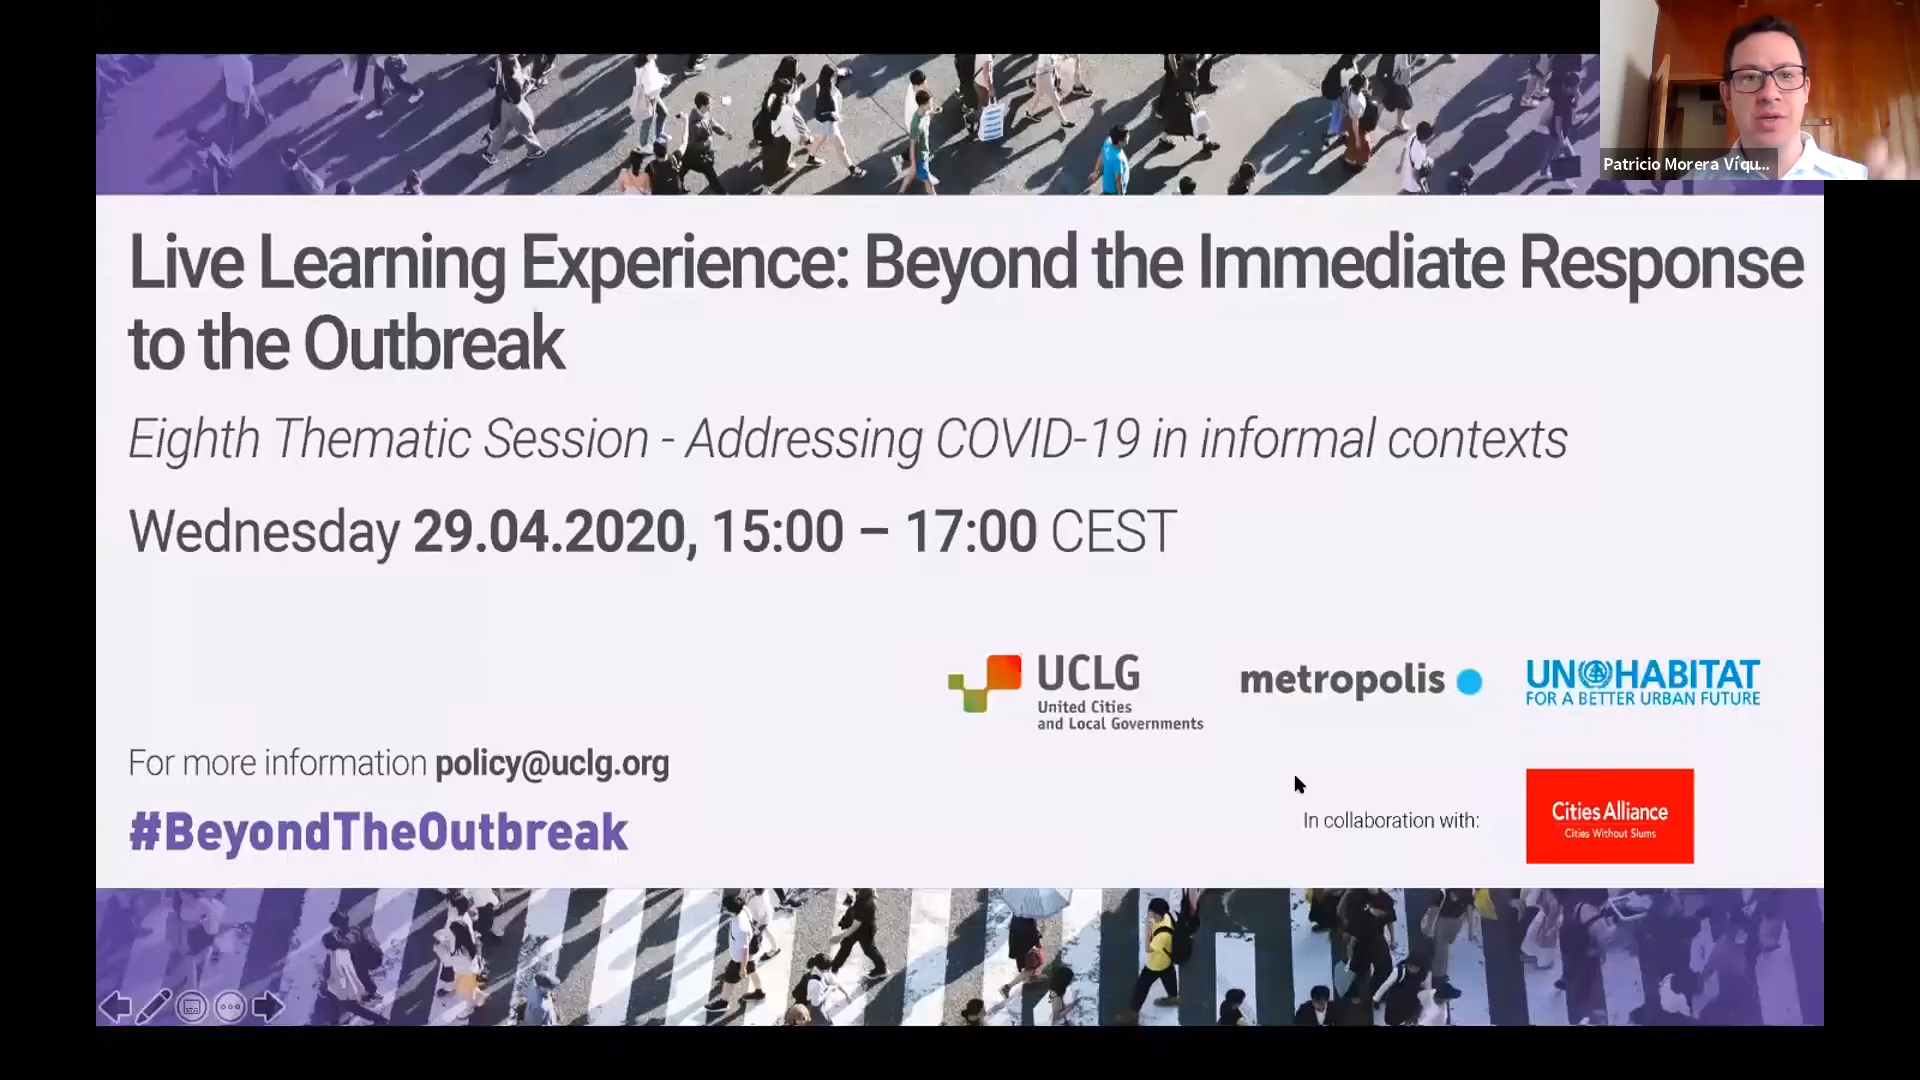 Patricio Morera Víqu...
Live Learning Experience: Beyond the Immediate Response
to the Outbreak
Eighth Thematic Session - Addressing COVID-19 in informal contexts
Wednesday 29.04.2020, 15:00 – 17:00 CEST
UCLG
United Cities
and Local Governments
metropolis
UN HABITAT
FOR A BETTER URBAN FUTURE
For more information policy@uclg.org
#BeyondTheOutbreak
In collaboration with:
Cities Alliance
Cities Without Slums